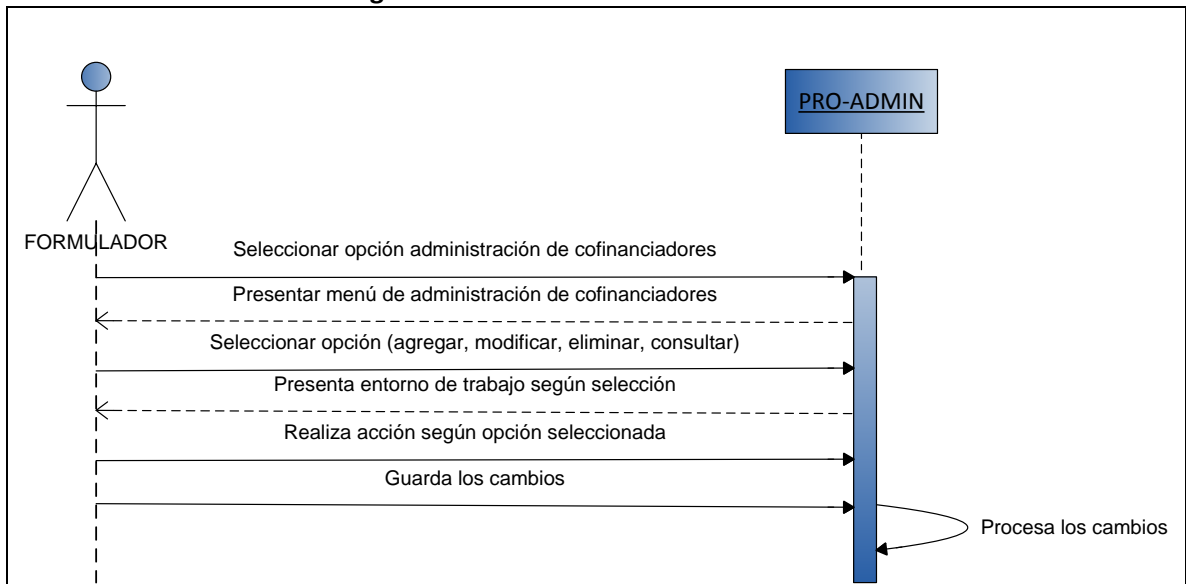 PRO-ADMIN
FORMULADOR
Seleccionar opción administración de cofinanciadores
Presentar menú de administración de cofinanciadores
Seleccionar opción (agregar, modificar, eliminar, consultar)
Presenta entorno de trabajo según selección
Realiza acción según opción seleccionada
Guarda los cambios
Procesa los cambios